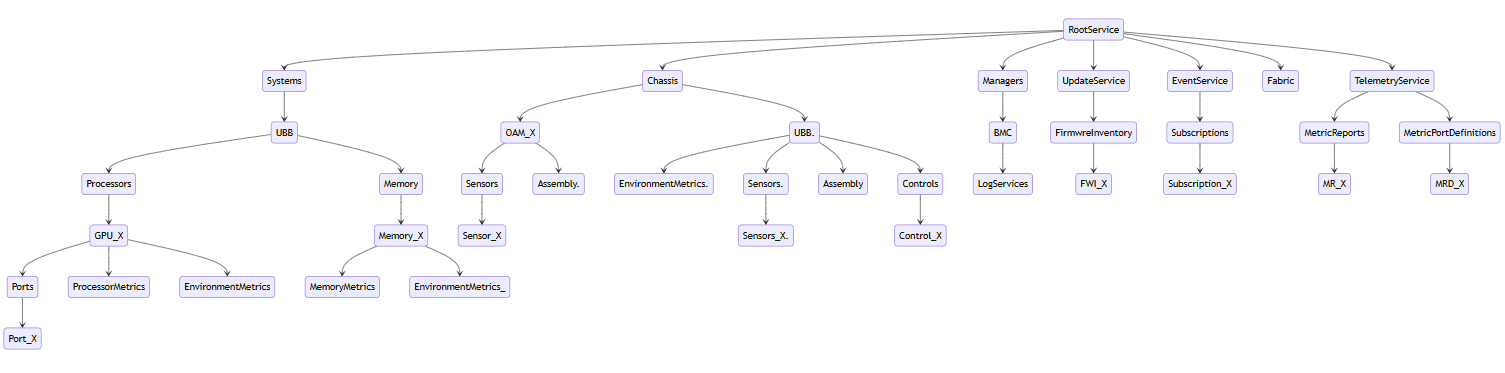 RootService
Systems
Chassis
Managers
UpdateService
EventService
Fabric
TelemetryService
UBB
OAM_X
UBB.
BMC
FirmwreInventory
Subscriptions
MetricReports
MetricPortDefinitions
Processors
Memory
Sensors
Assembly.
EnvironmentMetrics.
Sensors.
Assembly
Controls
LogServices
FWI_X
Subscription_X
MR_X
MRD_X
GPU_X
Memory_X
Sensor_X
Sensors_X.
Control_X
Ports
ProcessorMetrics
EnvironmentMetrics
MemoryMetrics
EnvironmentMetrics_
Port_X